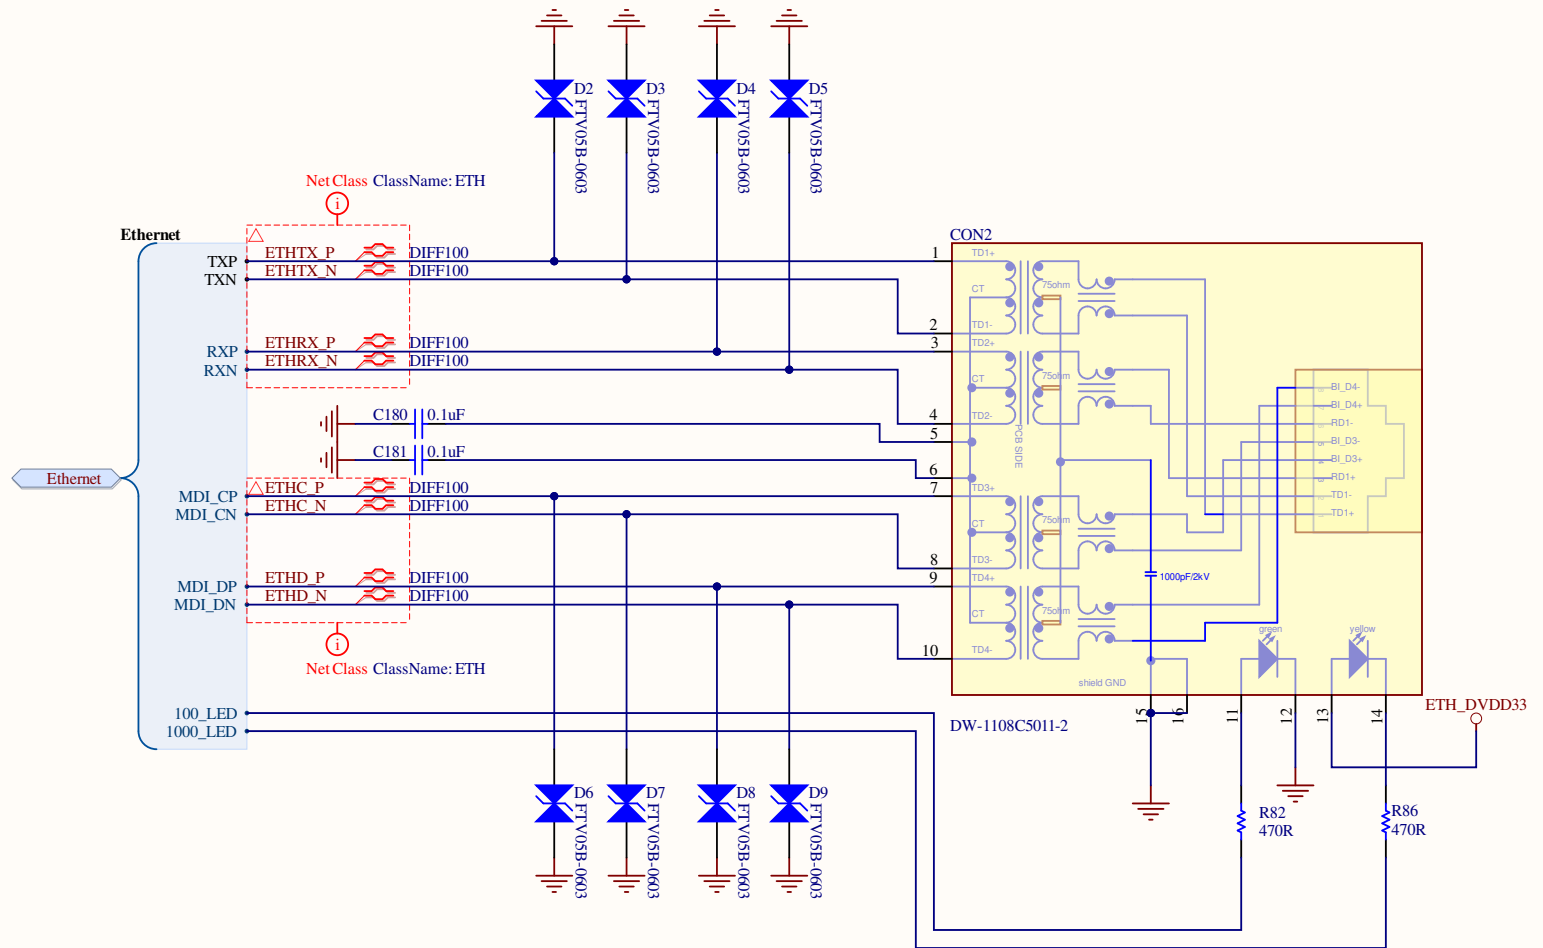 D2
FTV05B-0603
D3
FTV05B-0603
D4
FTV05B-0603
D5
FTV05B-0603
Net Class ClassName: ETH
i
Ethernet
TXP
TXN
RXP
RXN
MDI_CP
MDI_CN
MDI_DP
MDI_DN
100_LED
1000_LED
Ethernet
ETHTX_P DIFF100
ETHTX_N DIFF100
ETHRX_P DIFF100
ETHRX_N DIFF100
C180 0.1uF
C181 0.1uF
ETHC_P DIFF100
ETHC_N DIFF100
ETHD_P DIFF100
ETHD_N DIFF100
i
Net Class ClassName: ETH
D6
FTV05B-0603
D7
FTV05B-0603
D8
FTV05B-0603
D9
FTV05B-0603
CON2
1
2
3
4
5
6
7
8
9
10
TD1+
CT
TD1-
TD2+
CT
TD2-
TD3+
CT
TD3-
TD4+
CT
TD4-
75ohm
75ohm
75ohm
75ohm
PCB SIDE
1000pF/2kV
BI_D4-
BI_D4+
RD1-
BI_D3-
BI_D3+
RD1+
TD1-
TD1+
green
yellow
shield GND
15
16
11
12
13
14
DW-1108C5011-2
ETH_DVDD33
R82
470R
R86
470R